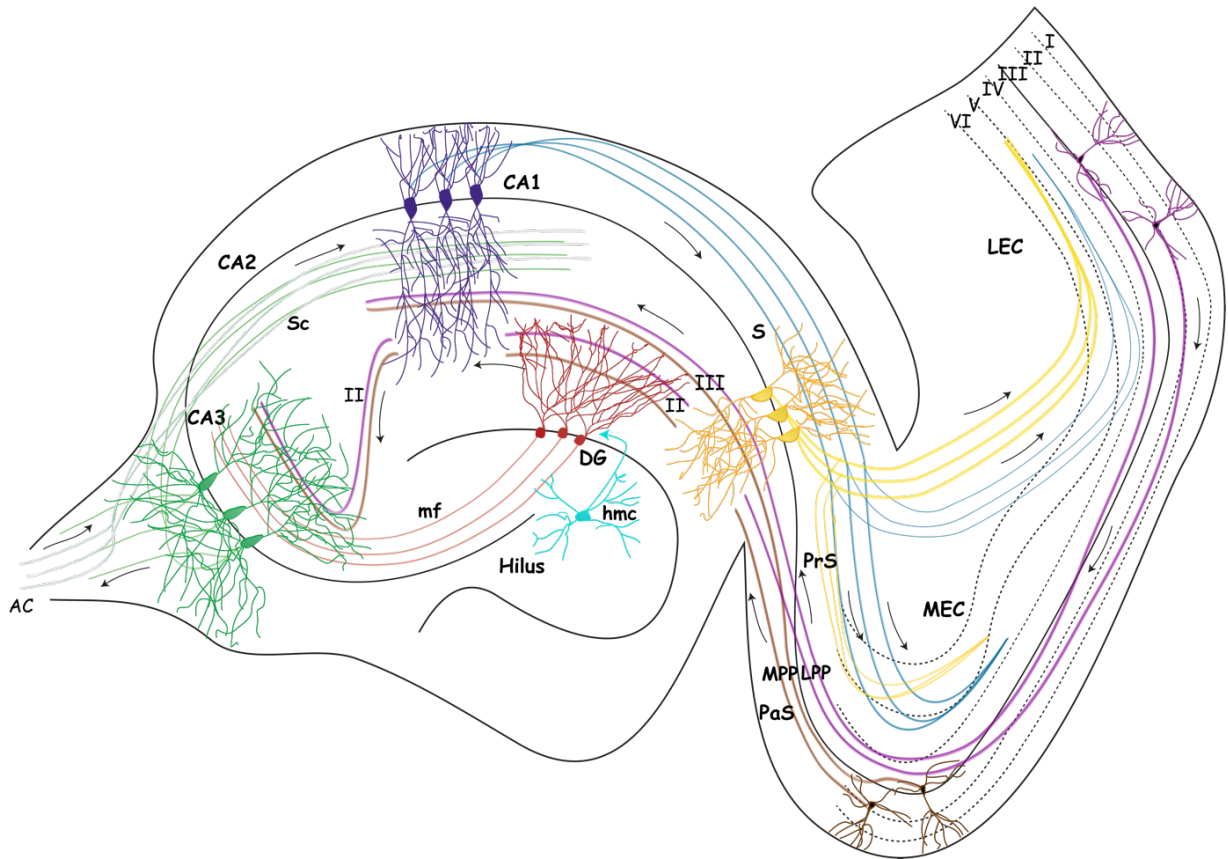 I
II
III
IV
V
VI
CA1
CA2
LEC
Sc
S
III
II
II
CA3
DG
mf
hmc
Hilus
PrS
AC
MEC
MPP
LPP
PaS